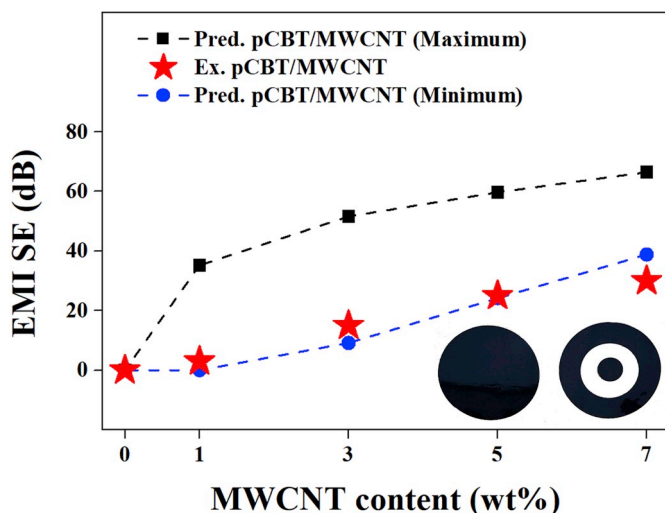 Pred. pCBT/MWCNT (Maximum)
Ex. pCBT/MWCNT
Pred. pCBT/MWCNT (Minimum)
80
60
40
20
0
EMI SE (dB)
0 1 3 5 7
MWCNT content (wt%)